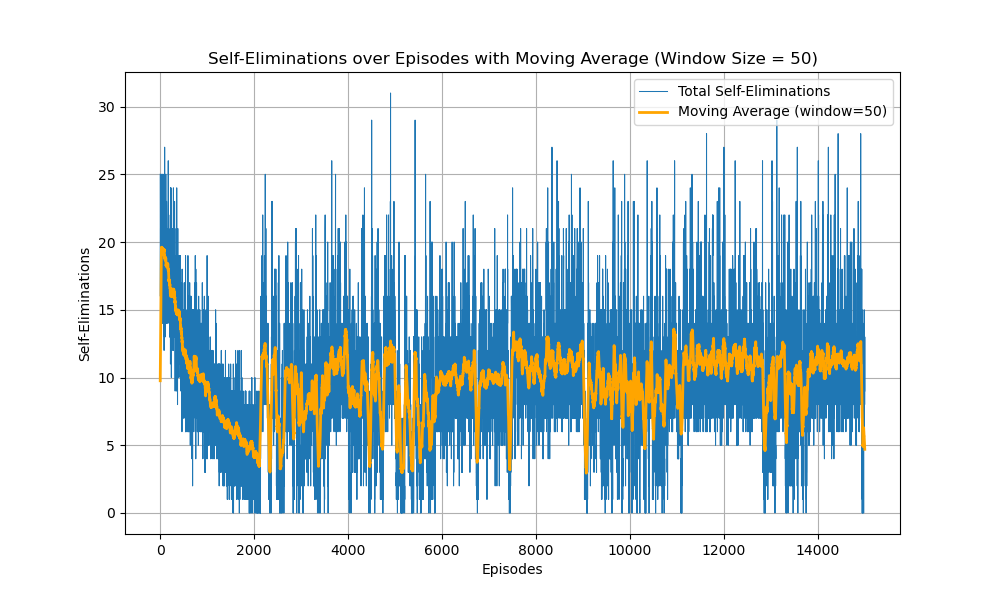 Self-Eliminations over Episodes with Moving Average (Window Size = 50)
Total Self-Eliminations
Moving Average (window=50)
Self-Eliminations
30
25
20
15
10
5
0
0 2000 4000 6000 8000 10000 12000 14000
Episodes